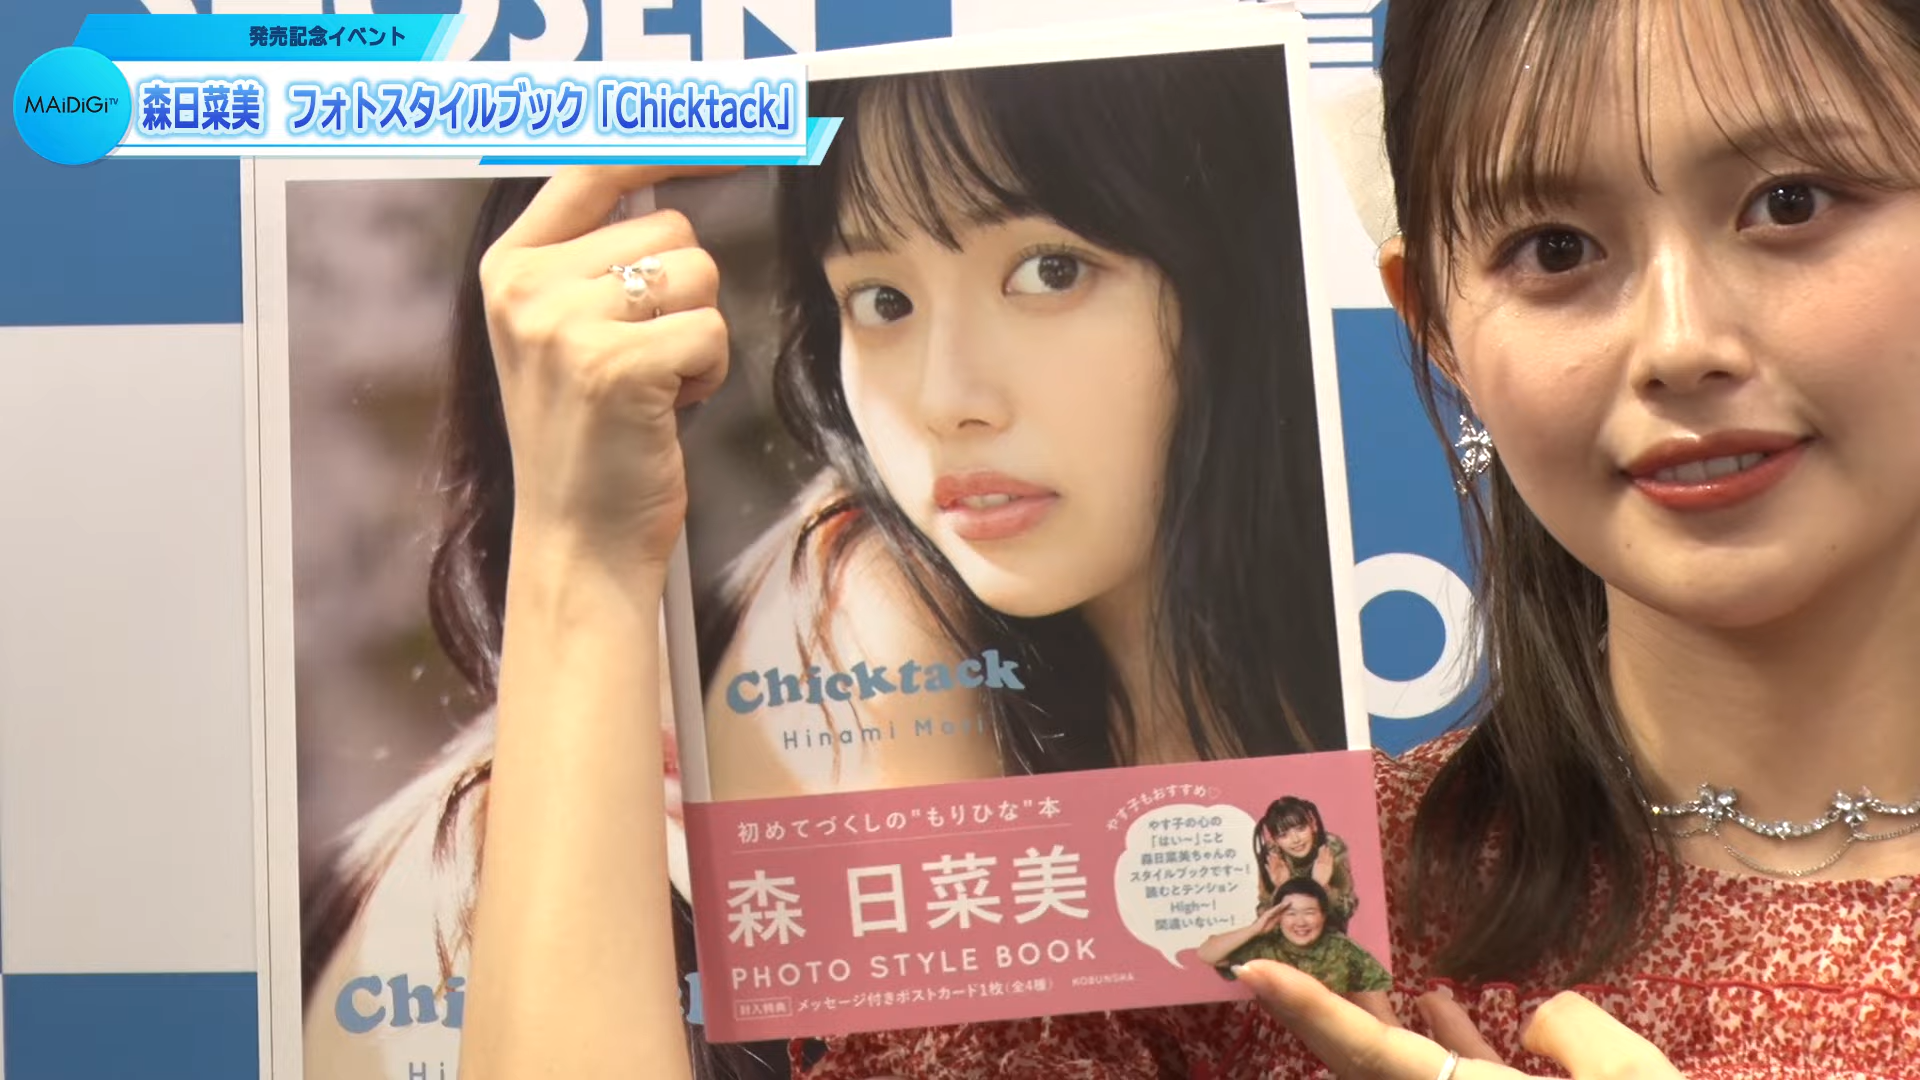 SHOSEN
発売記念イベント
MAiDiGiTV
森日菜美 フォトスタイルブック「Chicktack」
Chicktack
Hinami Mori
初めてづくしの"もりひな"本
森 日菜美
PHOTO STYLE BOOK
封入特典 メッセージ付きポストカード1枚(全4種)
KOBUNSHA
やす子もおすすめ♡
やす子の心の
「はい〜」こと
森日菜美ちゃんの
スタイルブックです〜!
読むとテンション
High〜!
間違いない〜!
Chi
Hi